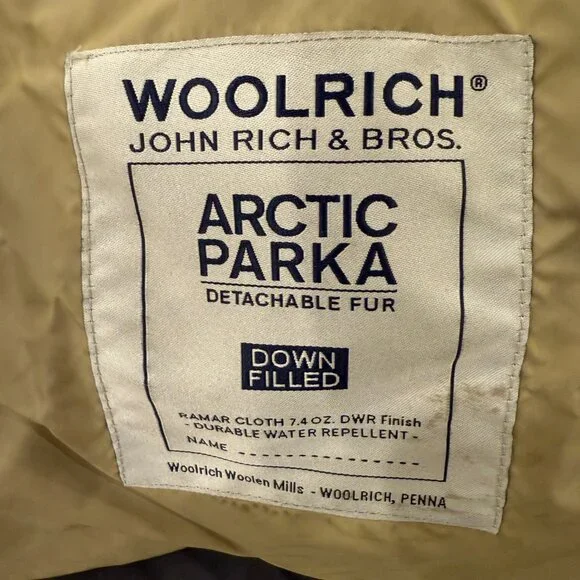 WOOLRICH®
JOHN RICH & BROS.
ARCTIC
PARKA
DETACHABLE FUR
DOWN
FILLED
RAMAR CLOTH 7.4 OZ. DWR Finish
- DURABLE WATER REPELLENT -
NAME ----------------
Woolrich Woolen Mills - WOOLRICH, PENNA